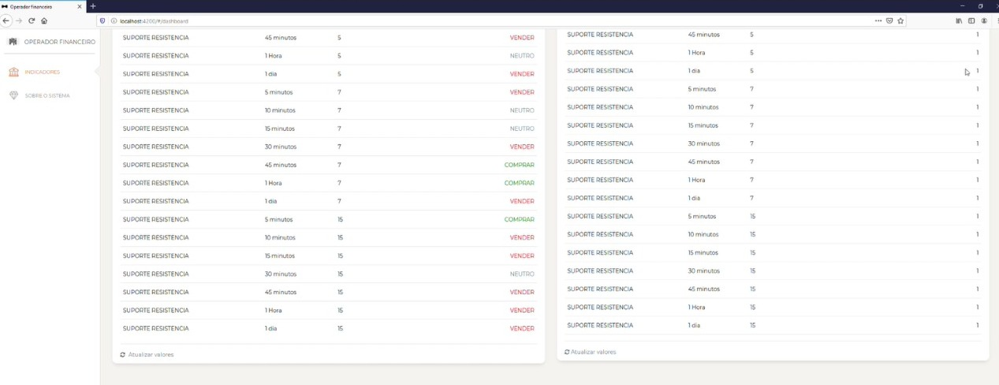 Operador financeiro
localhost:4200/#/dashboard
OPERADOR FINANCEIRO
INDICADORES
SOBRE O SISTEMA
SUPORTE RESISTENCIA 45 minutos 5 VENDER
SUPORTE RESISTENCIA 1 Hora 5 NEUTRO
SUPORTE RESISTENCIA 1 dia 5 VENDER
SUPORTE RESISTENCIA 5 minutos 7 VENDER
SUPORTE RESISTENCIA 10 minutos 7 NEUTRO
SUPORTE RESISTENCIA 15 minutos 7 NEUTRO
SUPORTE RESISTENCIA 30 minutos 7 VENDER
SUPORTE RESISTENCIA 45 minutos 7 COMPRAR
SUPORTE RESISTENCIA 1 Hora 7 COMPRAR
SUPORTE RESISTENCIA 1 dia 7 VENDER
SUPORTE RESISTENCIA 5 minutos 15 COMPRAR
SUPORTE RESISTENCIA 10 minutos 15 VENDER
SUPORTE RESISTENCIA 15 minutos 15 VENDER
SUPORTE RESISTENCIA 30 minutos 15 NEUTRO
SUPORTE RESISTENCIA 45 minutos 15 VENDER
SUPORTE RESISTENCIA 1 Hora 15 VENDER
SUPORTE RESISTENCIA 1 dia 15 VENDER
Atualizar valores
SUPORTE RESISTENCIA 45 minutos 5 1
SUPORTE RESISTENCIA 1 Hora 5 1
SUPORTE RESISTENCIA 1 dia 5 1
SUPORTE RESISTENCIA 5 minutos 7 1
SUPORTE RESISTENCIA 10 minutos 7 1
SUPORTE RESISTENCIA 15 minutos 7 1
SUPORTE RESISTENCIA 30 minutos 7 1
SUPORTE RESISTENCIA 45 minutos 7 1
SUPORTE RESISTENCIA 1 Hora 7 1
SUPORTE RESISTENCIA 1 dia 7 1
SUPORTE RESISTENCIA 5 minutos 15 1
SUPORTE RESISTENCIA 10 minutos 15 1
SUPORTE RESISTENCIA 15 minutos 15 1
SUPORTE RESISTENCIA 30 minutos 15 1
SUPORTE RESISTENCIA 45 minutos 15 1
SUPORTE RESISTENCIA 1 Hora 15 1
SUPORTE RESISTENCIA 1 dia 15 1
Atualizar valores